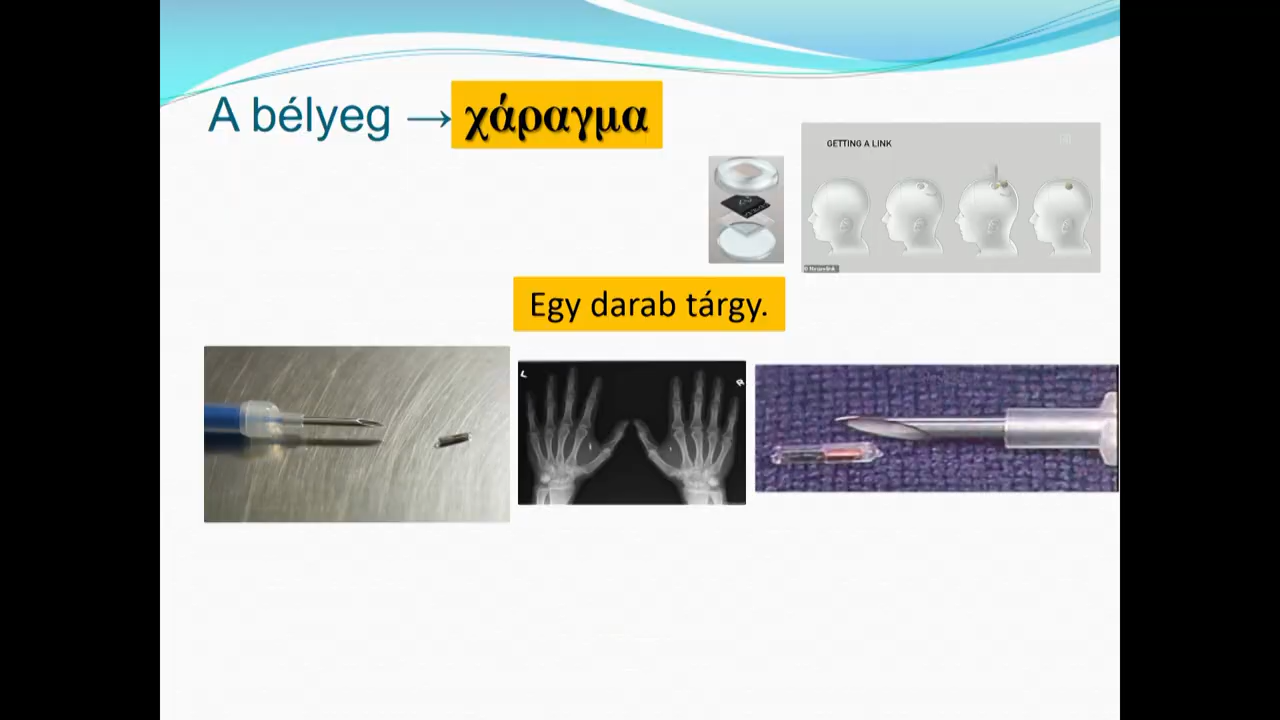 A bélyeg → χάραγμα
GETTING A LINK
Egy darab tárgy.
L
R